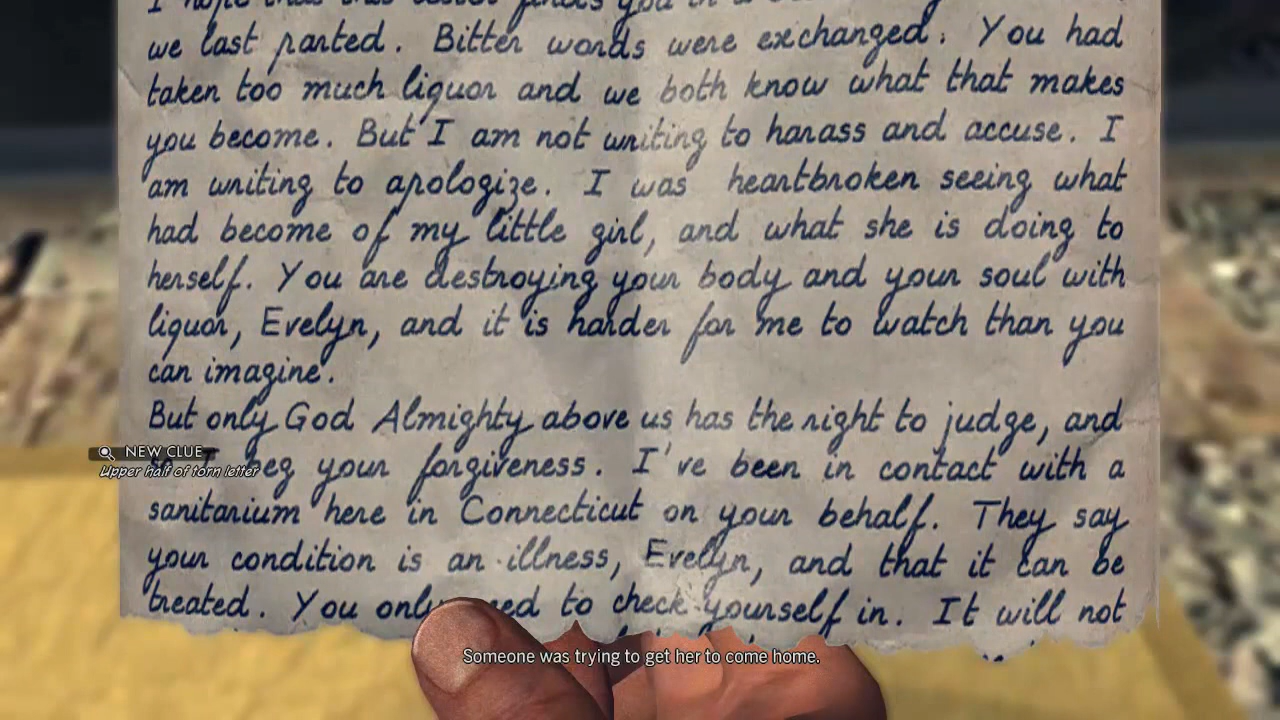 we last parted. Bitter words were exchanged. You had
taken too much liquor and we both know what that makes
you become. But I am not writing to harass and accuse. I
am writing to apologize. I was heartbroken seeing what
had become of my little girl, and what she is doing to
herself. You are destroying your body and your soul with
liquor, Evelyn, and it is harder for me to watch than you
can imagine.
But only God Almighty above us has the right to judge, and
NEW CLUE
I beg your forgiveness. I've been in contact with a
Upper half of torn letter
sanitarium here in Connecticut on your behalf. They say
your condition is an illness, Evelyn, and that it can be
treated. You only need to check yourself in. It will not
Someone was trying to get her to come home.